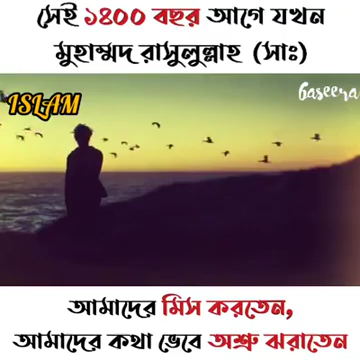 সেই ১৪০০ বছর আগে যখন
মুহাম্মদ রাসুলুল্লাহ (সাঃ)
ISLAM
Baseera
আমাদের মিস করতেন,
আমাদের কথা ভেবে অশ্রু ঝরাতেন